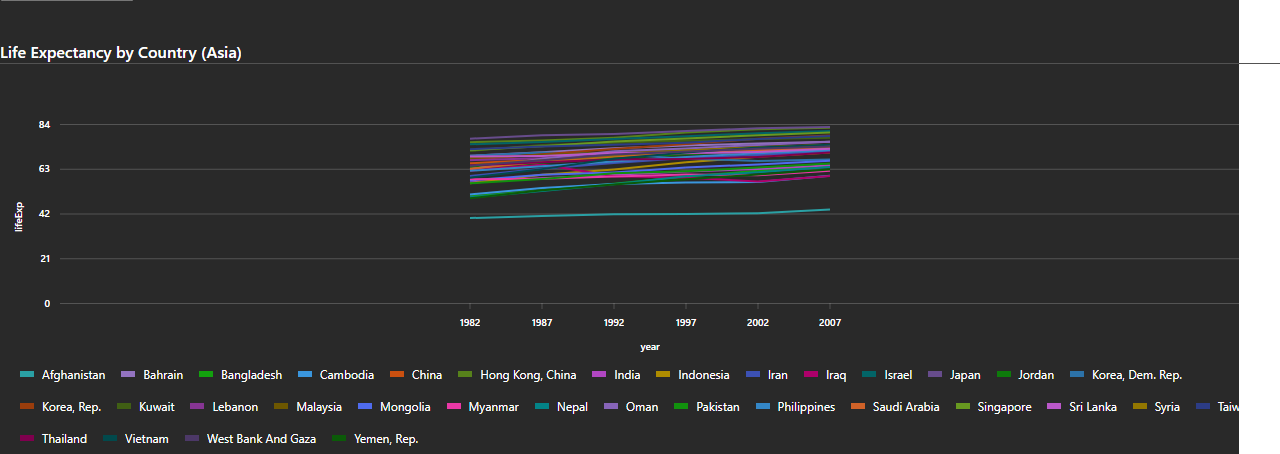 Life Expectancy by Country (Asia)
84
63
42
21
0
lifeExp
1982 1987 1992 1997 2002 2007
year
Afghanistan Bahrain Bangladesh Cambodia China Hong Kong, China India Indonesia Iran Iraq Israel Japan Jordan Korea, Dem. Rep.
Korea, Rep. Kuwait Lebanon Malaysia Mongolia Myanmar Nepal Oman Pakistan Philippines Saudi Arabia Singapore Sri Lanka Syria Taiw
Thailand Vietnam West Bank And Gaza Yemen, Rep.